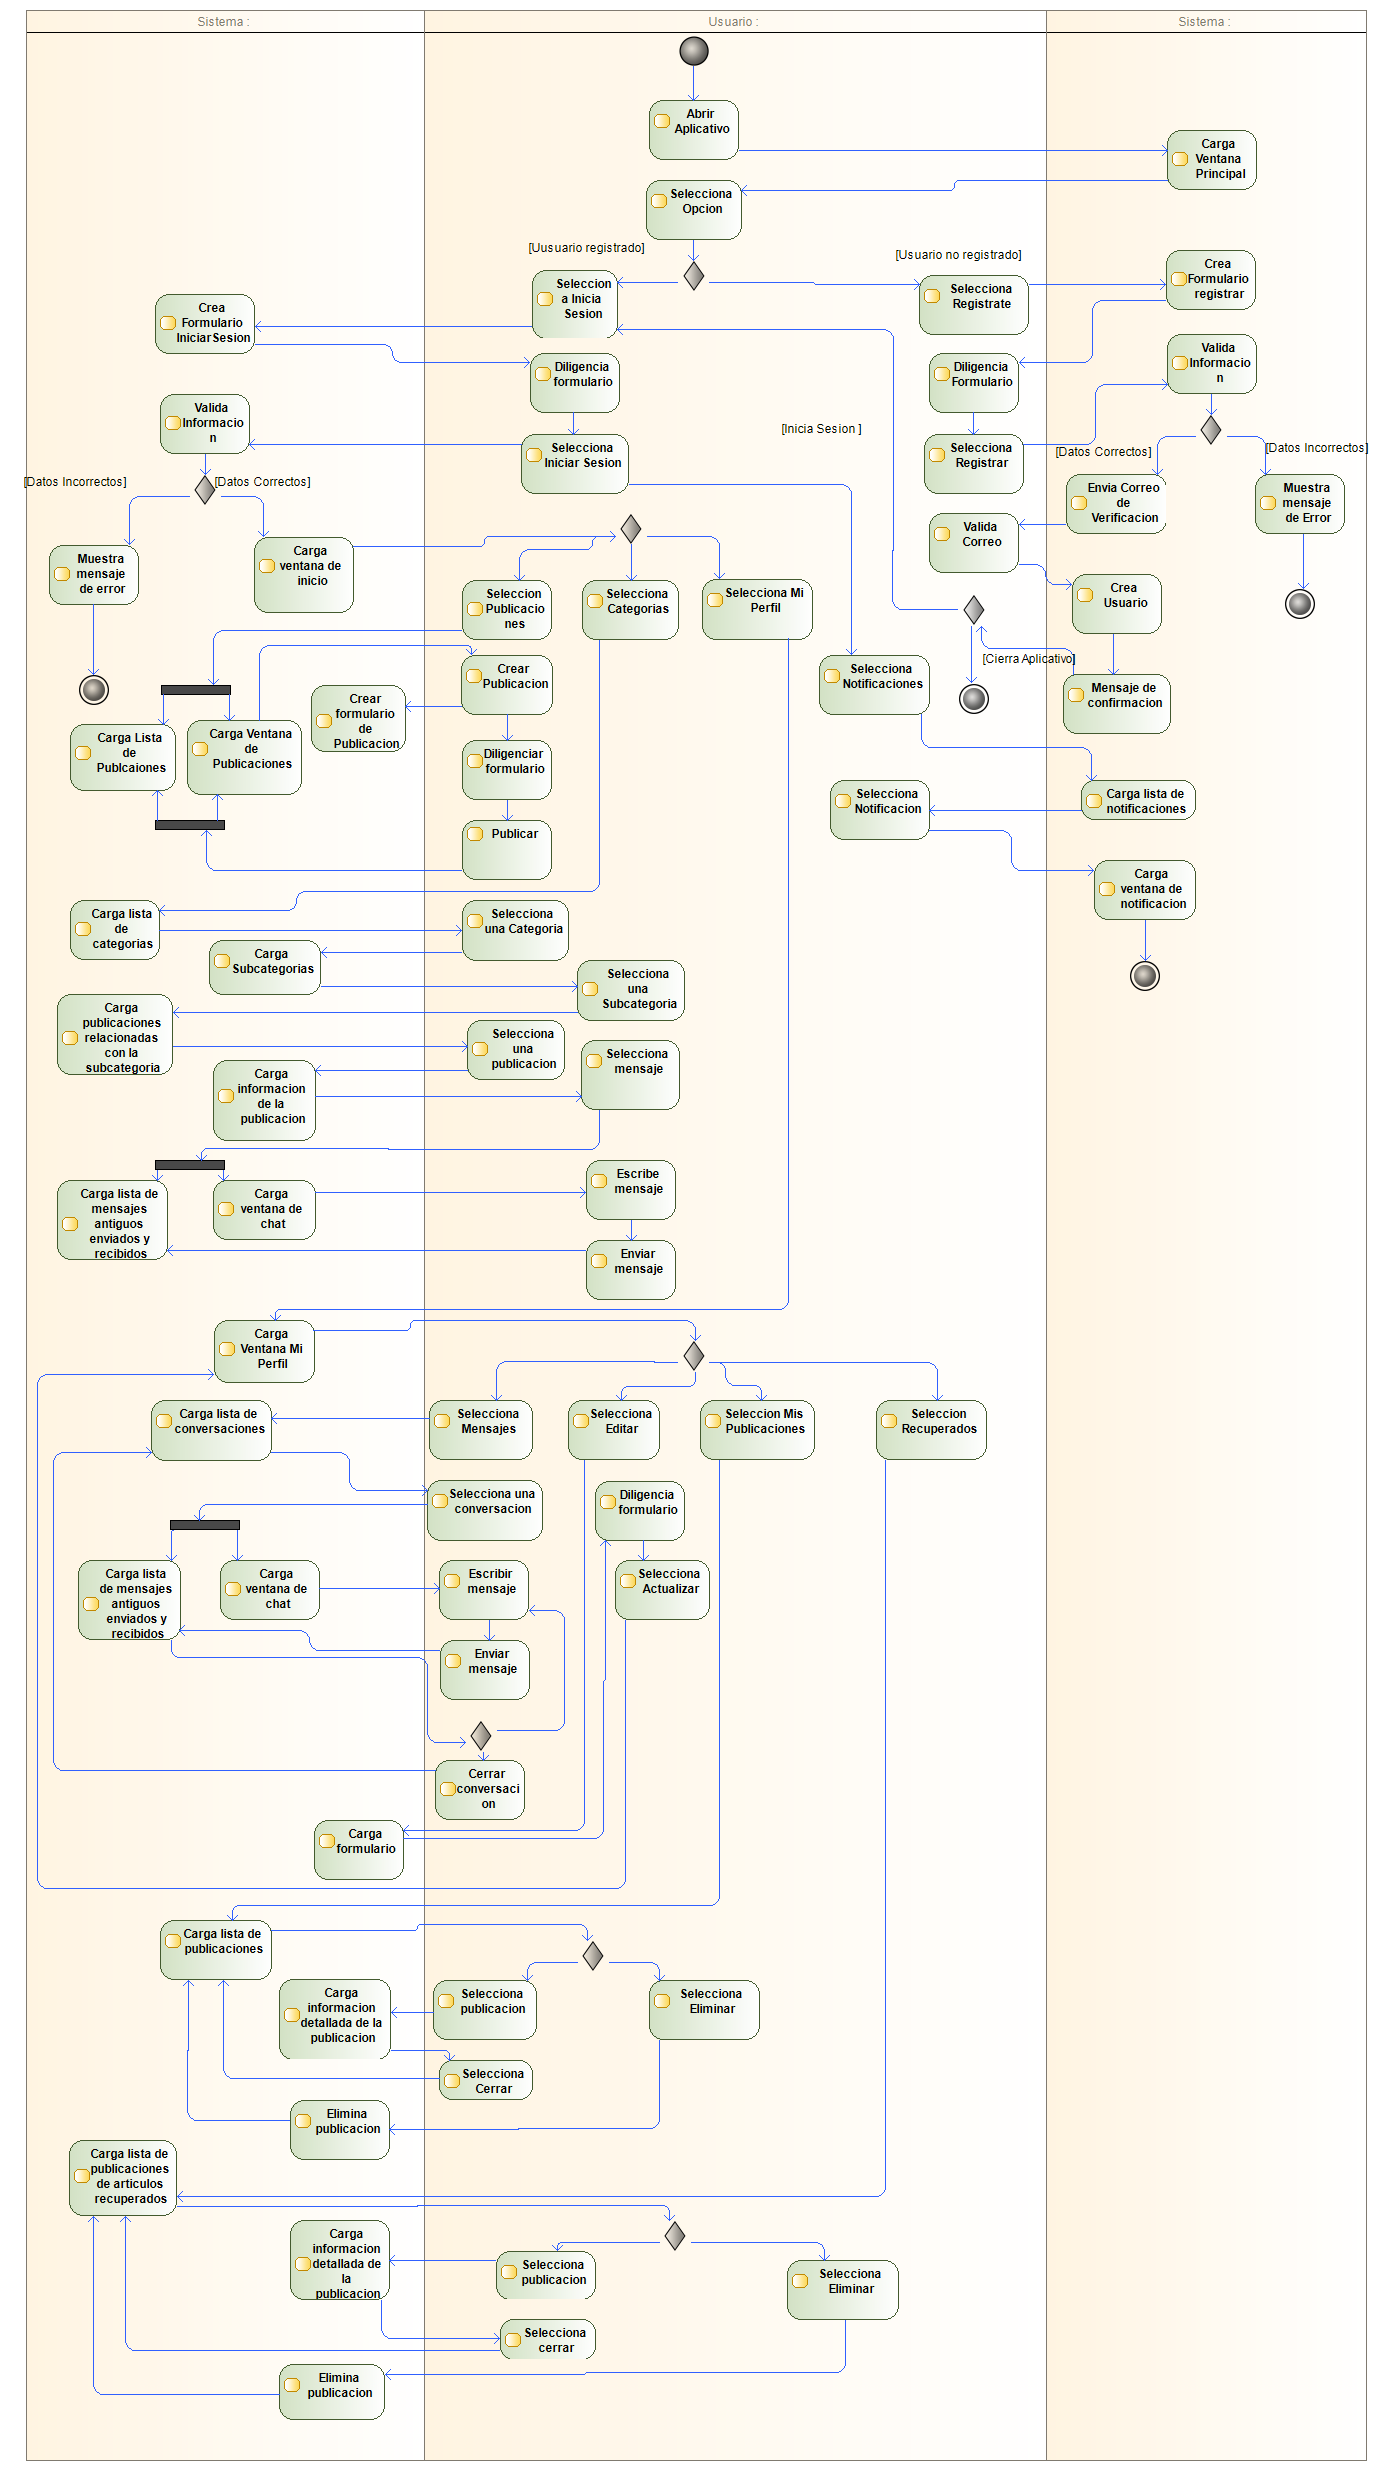 Sistema :
Usuario :
Sistema :
Abrir
Aplicativo
Carga
Ventana
Principal
Selecciona
Opcion
[Uusuario registrado]
[Usuario no registrado]
Seleccion
a Inicia
Sesion
Selecciona
Registrate
Crea
Formulario
registrar
Crea
Formulario
IniciarSesion
Diligencia
formulario
Diligencia
Formulario
Valida
Informacio
n
Valida
Informacio
n
Selecciona
Iniciar Sesion
[Inicia Sesion ]
Selecciona
Registrar
[Datos Correctos]
[Datos Incorrectos]
[Datos Incorrectos]
[Datos Correctos]
Envia Correo
de
Verificacion
Muestra
mensaje
de Error
Muestra
mensaje
de error
Carga
ventana de
inicio
Valida
Correo
Seleccion
Publicacio
nes
Selecciona
Categorias
Selecciona Mi
Perfil
Crea
Usuario
[Cierra Aplicativo]
Crear
Publicacion
Selecciona
Notificaciones
Mensaje de
confirmacion
Crear
formulario
de
Publicacion
Carga Lista
de
Publcaiones
Carga Ventana
de
Publicaciones
Diligenciar
formulario
Selecciona
Notificacion
Carga lista de
notificaciones
Publicar
Carga
ventana de
notificacion
Carga lista
de
categorias
Selecciona
una Categoria
Carga
Subcategorias
Selecciona
una
Subcategoria
Carga
publicaciones
relacionadas
con la
subcategoria
Selecciona
una
publicacion
Selecciona
mensaje
Carga
informacion
de la
publicacion
Carga lista de
mensajes
antiguos
enviados y
recibidos
Carga
ventana de
chat
Escribe
mensaje
Enviar
mensaje
Carga
Ventana Mi
Perfil
Carga lista de
conversaciones
Selecciona
Mensajes
Selecciona
Editar
Seleccion Mis
Publicaciones
Seleccion
Recuperados
Selecciona una
conversacion
Diligencia
formulario
Carga lista
de mensajes
antiguos
enviados y
recibidos
Carga
ventana de
chat
Escribir
mensaje
Selecciona
Actualizar
Enviar
mensaje
Cerrar
conversaci
on
Carga
formulario
Carga lista de
publicaciones
Carga
informacion
detallada de la
publicacion
Selecciona
publicacion
Selecciona
Eliminar
Selecciona
Cerrar
Elimina
publicacion
Carga lista de
publicaciones
de articulos
recuperados
Carga
informacion
detallada de
la
publicacion
Selecciona
publicacion
Selecciona
Eliminar
Selecciona
cerrar
Elimina
publicacion